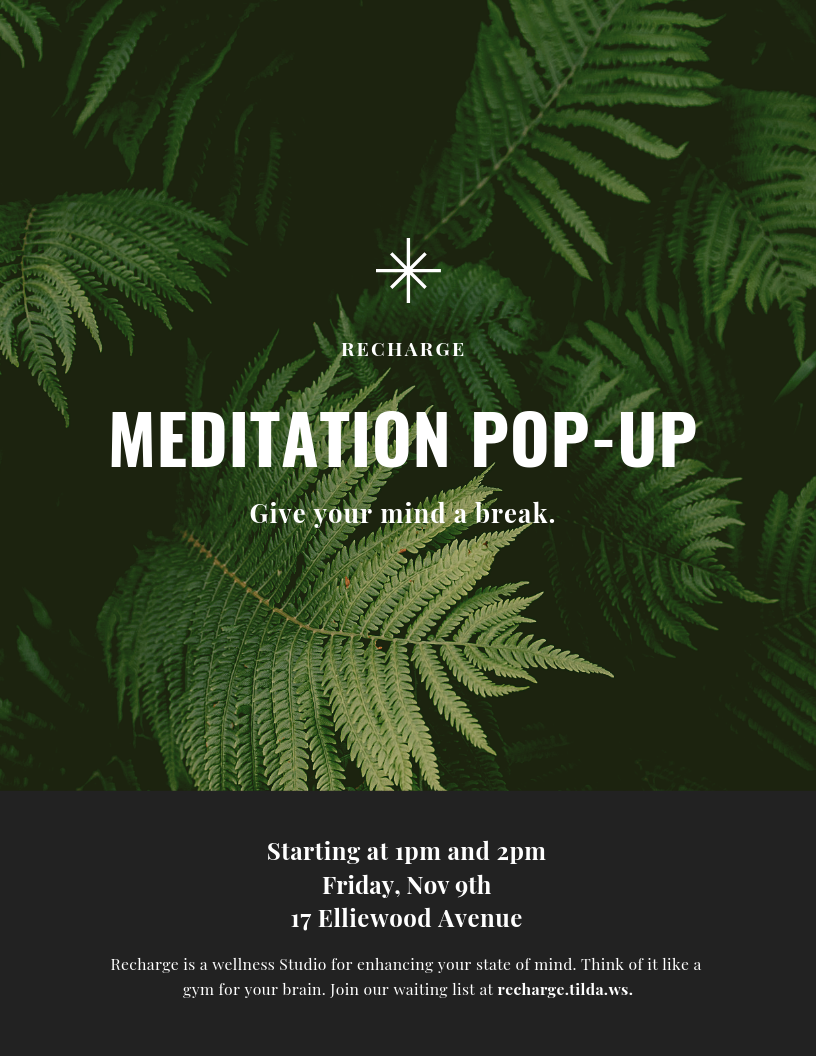 RECHARGE
MEDITATION POP-UP
Give your mind a break.
Starting at 1pm and 2pm
Friday, Nov 9th
17 Elliewood Avenue
Recharge is a wellness Studio for enhancing your state of mind. Think of it like a
gym for your brain. Join our waiting list at recharge.tilda.ws.